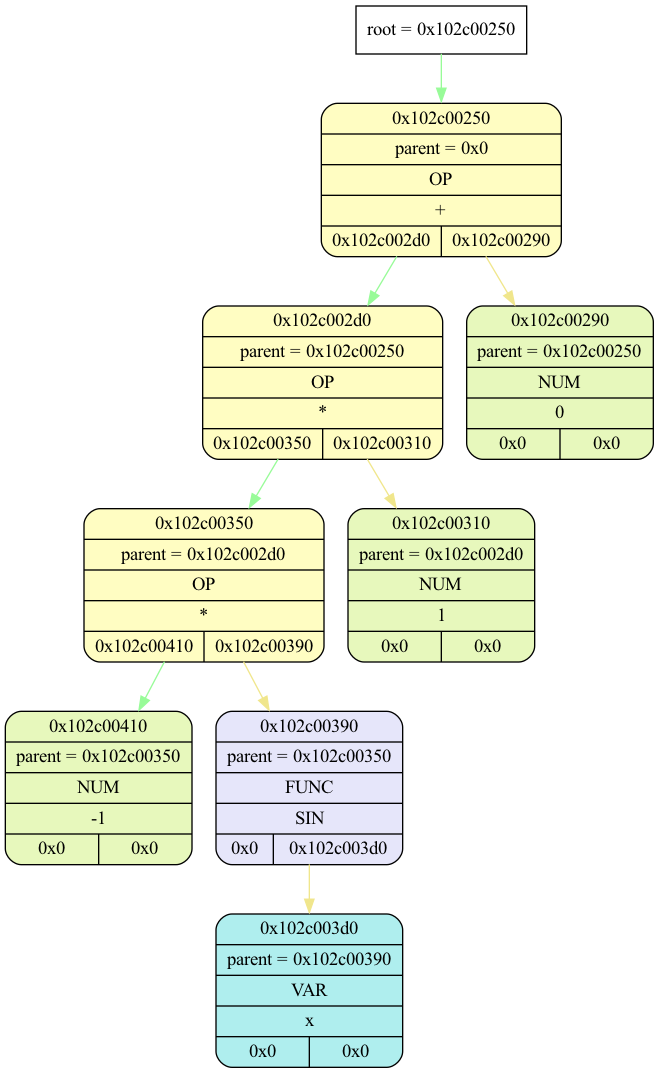 root = 0x102c00250
0x102c00250
parent = 0x0
OP
+
0x102c002d0 0x102c00290
0x102c002d0
parent = 0x102c00250
OP
*
0x102c00350 0x102c00310
0x102c00290
parent = 0x102c00250
NUM
0
0x0 0x0
0x102c00350
parent = 0x102c002d0
OP
*
0x102c00410 0x102c00390
0x102c00310
parent = 0x102c002d0
NUM
1
0x0 0x0
0x102c00410
parent = 0x102c00350
NUM
-1
0x0 0x0
0x102c00390
parent = 0x102c00350
FUNC
SIN
0x0 0x102c003d0
0x102c003d0
parent = 0x102c00390
VAR
x
0x0 0x0